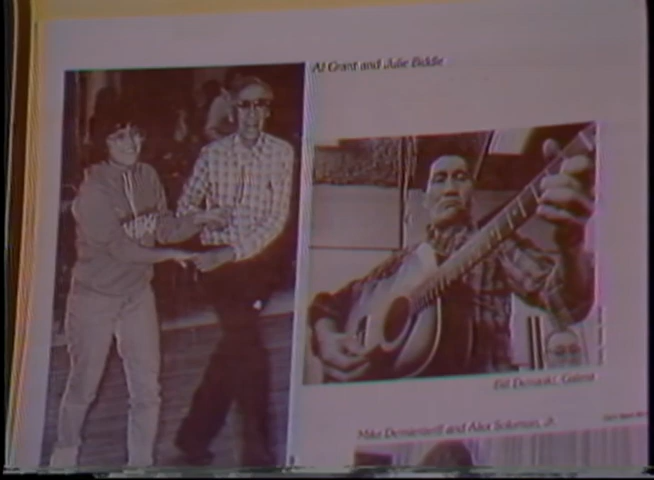 Al Grant and Julie Biddle
Bill Demoski, Galena
Mike Demientieff and Alex Solomon, Jr.